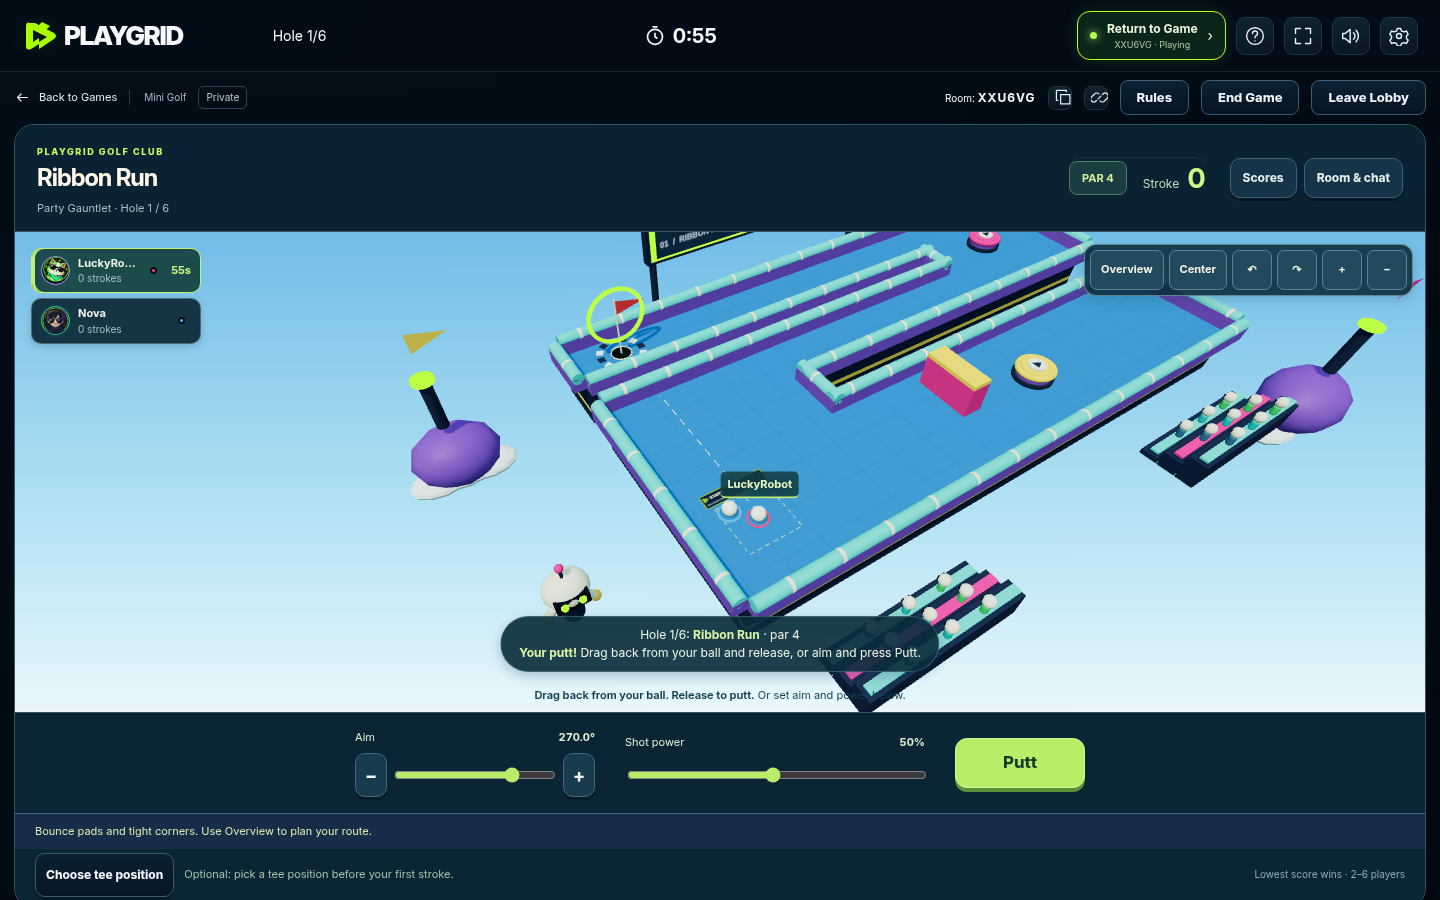 PLAYGRID
Hole 1/6
0:55
Return to Game
XXU6VG · Playing
Back to Games
Mini Golf
Private
Room: XXU6VG
Rules
End Game
Leave Lobby
PLAYGRID GOLF CLUB
Ribbon Run
Party Gauntlet · Hole 1 / 6
PAR 4
Stroke 0
Scores
Room & chat
LuckyRo...
0 strokes
55s
Nova
0 strokes
01 / RIBBON
Overview
Center
↶
↷
+
−
LuckyRobot
Hole 1/6: Ribbon Run · par 4
Your putt! Drag back from your ball and release, or aim and press Putt.
Drag back from your ball. Release to putt. Or set aim and power below.
Aim
270.0°
−
+
Shot power
50%
Putt
Bounce pads and tight corners. Use Overview to plan your route.
Choose tee position
Optional: pick a tee position before your first stroke.
Lowest score wins · 2–6 players